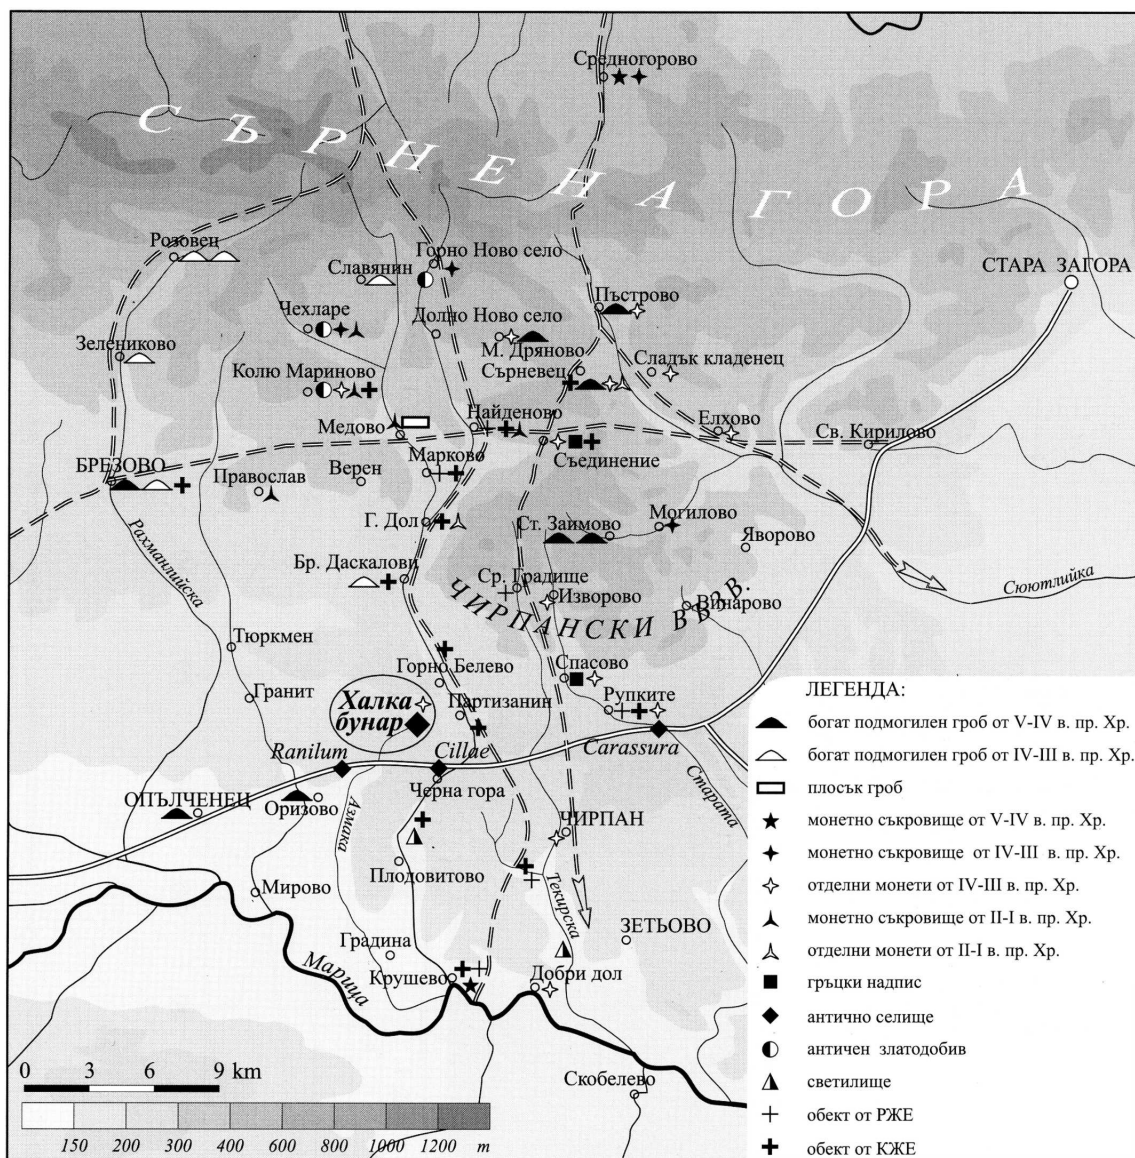 Средногорово
СЪРНЕНА ГОРА
Розовец
Горно Ново село
Славянин
СТАРА ЗАГОРА
Пъстрово
Чехларе
Долно Ново село
Зелениково
М. Дряново
Сърневец
Сладък кладенец
Колю Мариново
Найденово
Медово
Елхово
Св. Кирилово
Марково
Съединение
БРЕЗОВО
Православ
Верен
Могилово
Г. Дол
Ст. Заимово
Яворово
Рахманлийска
Бр. Даскалови
Ср. Градище
Сюютлийка
Изворово
Винарово
ЧИРПАНСКИ ВЪЗВ.
Тюркмен
Горно Белево
Спасово
Гранит
Халка
бунар
Партизанин
Рупките
Ranilum
Cillae
Carassura
Черна гора
Старата
ОПЪЛЧЕНЕЦ
Оризово
Азмака
ЧИРПАН
Плодовитово
Мирово
Текирска
ЗЕТЬОВО
Градина
Марица
Крушево
Добри дол
Скобелево
0 3 6 9 km
150 200 400 600 800 1000 1200 m
ЛЕГЕНДА:
богат подмогилен гроб от V-IV в. пр. Хр.
богат подмогилен гроб от IV-III в. пр. Хр.
плосък гроб
монетно съкровище от V-IV в. пр. Хр.
монетно съкровище от IV-III в. пр. Хр.
отделни монети от IV-III в. пр. Хр.
монетно съкровище от II-I в. пр. Хр.
отделни монети от II-I в. пр. Хр.
гръцки надпис
антично селище
античен златодобив
светилище
обект от РЖЕ
обект от КЖЕ